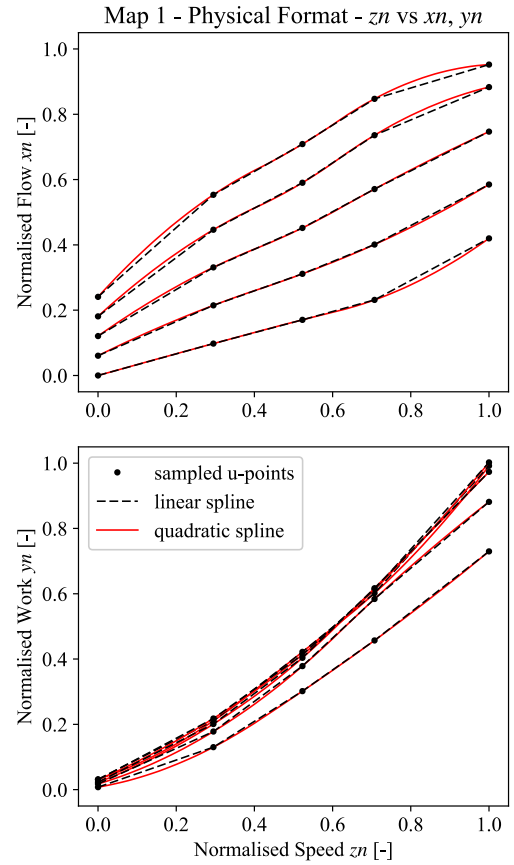 Map 1 - Physical Format - zn vs xn, yn
Normalised Flow xn [-]
1.0
0.8
0.6
0.4
0.2
0.0
0.0 0.2 0.4 0.6 0.8 1.0
Normalised Work yn [-]
1.0
0.8
0.6
0.4
0.2
0.0
sampled u-points
linear spline
quadratic spline
0.0 0.2 0.4 0.6 0.8 1.0
Normalised Speed zn [-]